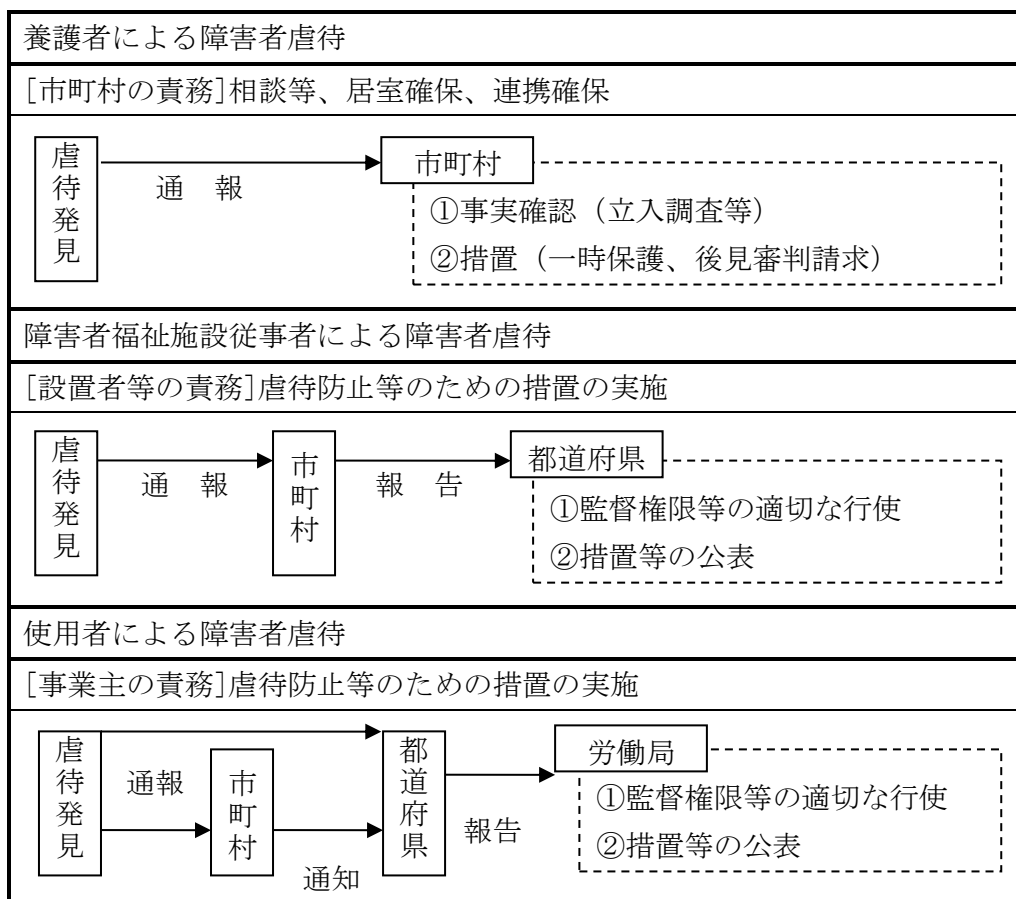 養護者による障害者虐待
[市町村の責務]相談等、居室確保、連携確保
虐待発見
通 報
市町村
①事実確認（立入調査等）
②措置（一時保護、後見審判請求）
障害者福祉施設従事者による障害者虐待
[設置者等の責務]虐待防止等のための措置の実施
虐待発見
通 報
市町村
報 告
都道府県
①監督権限等の適切な行使
②措置等の公表
使用者による障害者虐待
[事業主の責務]虐待防止等のための措置の実施
虐待発見
通報
市町村
通知
都道府県
報告
労働局
①監督権限等の適切な行使
②措置等の公表